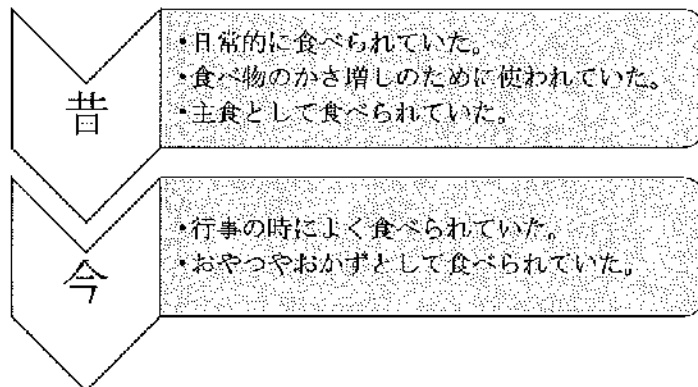 昔
・日常的に食べられていた。
・食べ物のかさ増しのために使われていた。
・主食として食べられていた。
今
・行事の時によく食べられていた。
・おやつやおかずとして食べられていた。